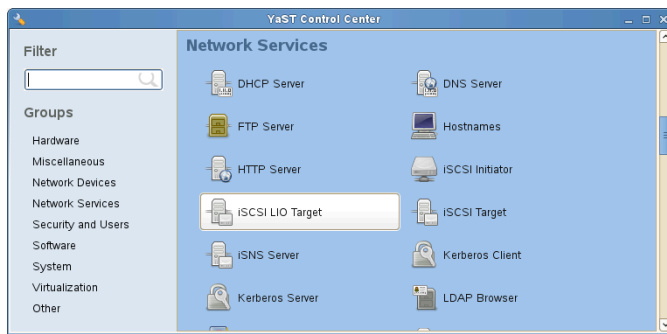 YaST Control Center
Filter
Groups
Hardware
Miscellaneous
Network Devices
Network Services
Security and Users
Software
System
Virtualization
Other
Network Services
DHCP Server
DNS Server
FTP Server
Hostnames
HTTP Server
iSCSI Initiator
iSCSI LIO Target
iSCSI Target
iSNS Server
Kerberos Client
Kerberos Server
LDAP Browser